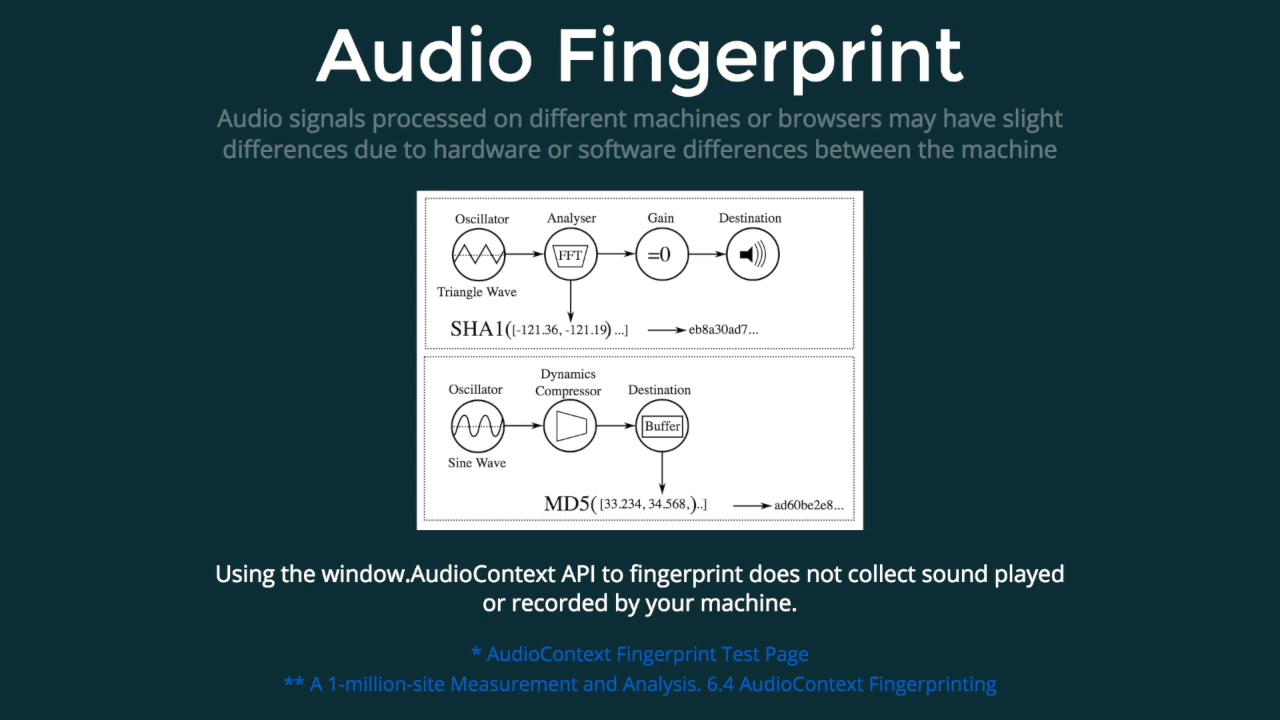 Audio Fingerprint
Audio signals processed on different machines or browsers may have slight
differences due to hardware or software differences between the machine
Oscillator Analyser Gain Destination
FFT =0
Triangle Wave
SHA1([-121.36, -121.19) ...] eb8a30ad7...
Dynamics
Oscillator Compressor Destination
Buffer
Sine Wave
MD5([33.234, 34.568,)..] ad60be2e8...
Using the window.AudioContext API to fingerprint does not collect sound played
or recorded by your machine.
* AudioContext Fingerprint Test Page
** A 1-million-site Measurement and Analysis. 6.4 AudioContext Fingerprinting